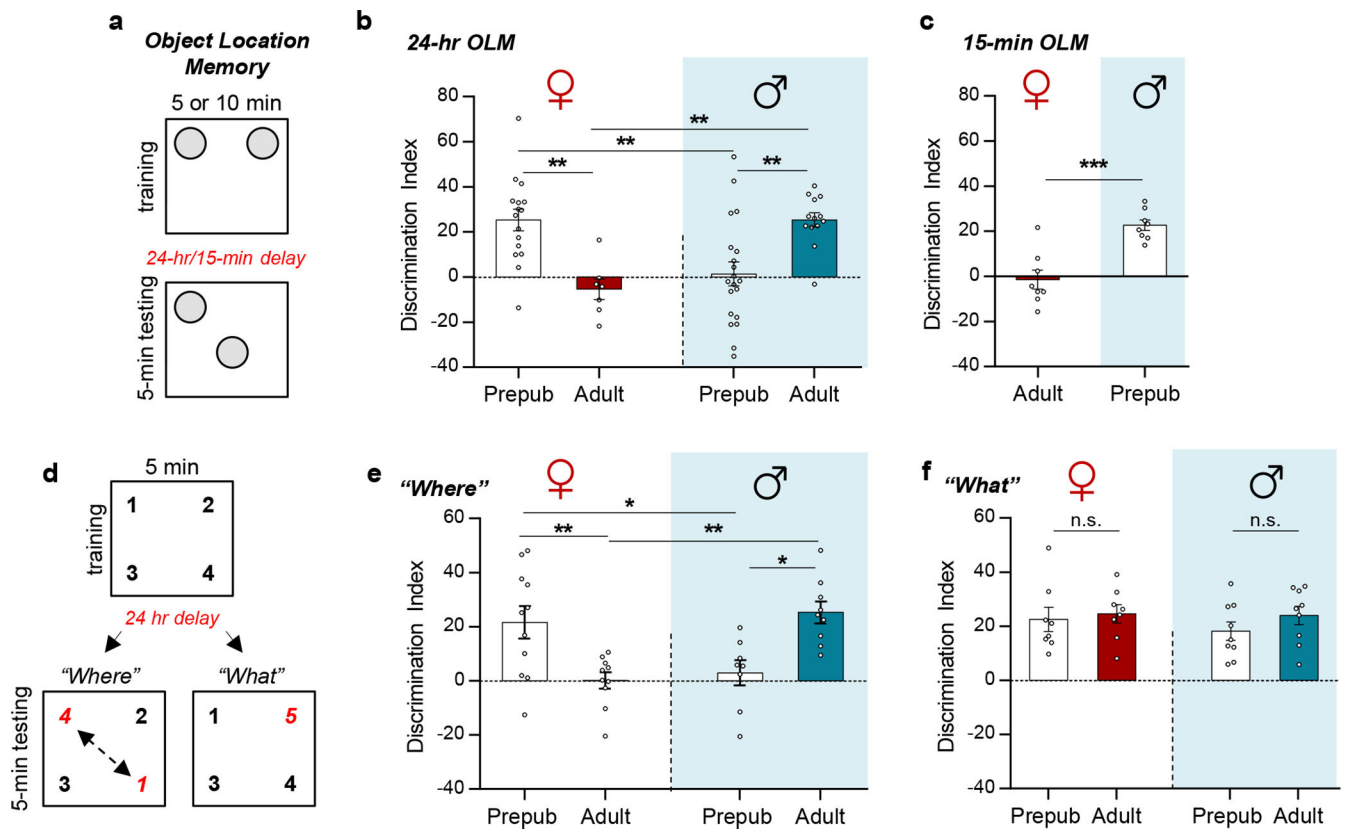 a
Object Location
Memory
5 or 10 min
training
24-hr/15-min delay
5-min testing
b
24-hr OLM
♀
♂
Discrimination Index
80
60
40
20
0
-20
-40
**
**
**
**
Prepub
Adult
Prepub
Adult
c
15-min OLM
♀
♂
Discrimination Index
80
60
40
20
0
-20
-40
***
Adult
Prepub
d
5 min
training
1 2
3 4
24 hr delay
"Where"
"What"
5-min testing
4 2
3 1
1 5
3 4
e
"Where"
♀
♂
Discrimination Index
60
40
20
0
-20
-40
*
**
**
*
Prepub
Adult
Prepub
Adult
f
"What"
♀
♂
Discrimination Index
60
40
20
0
-20
-40
n.s.
n.s.
Prepub
Adult
Prepub
Adult